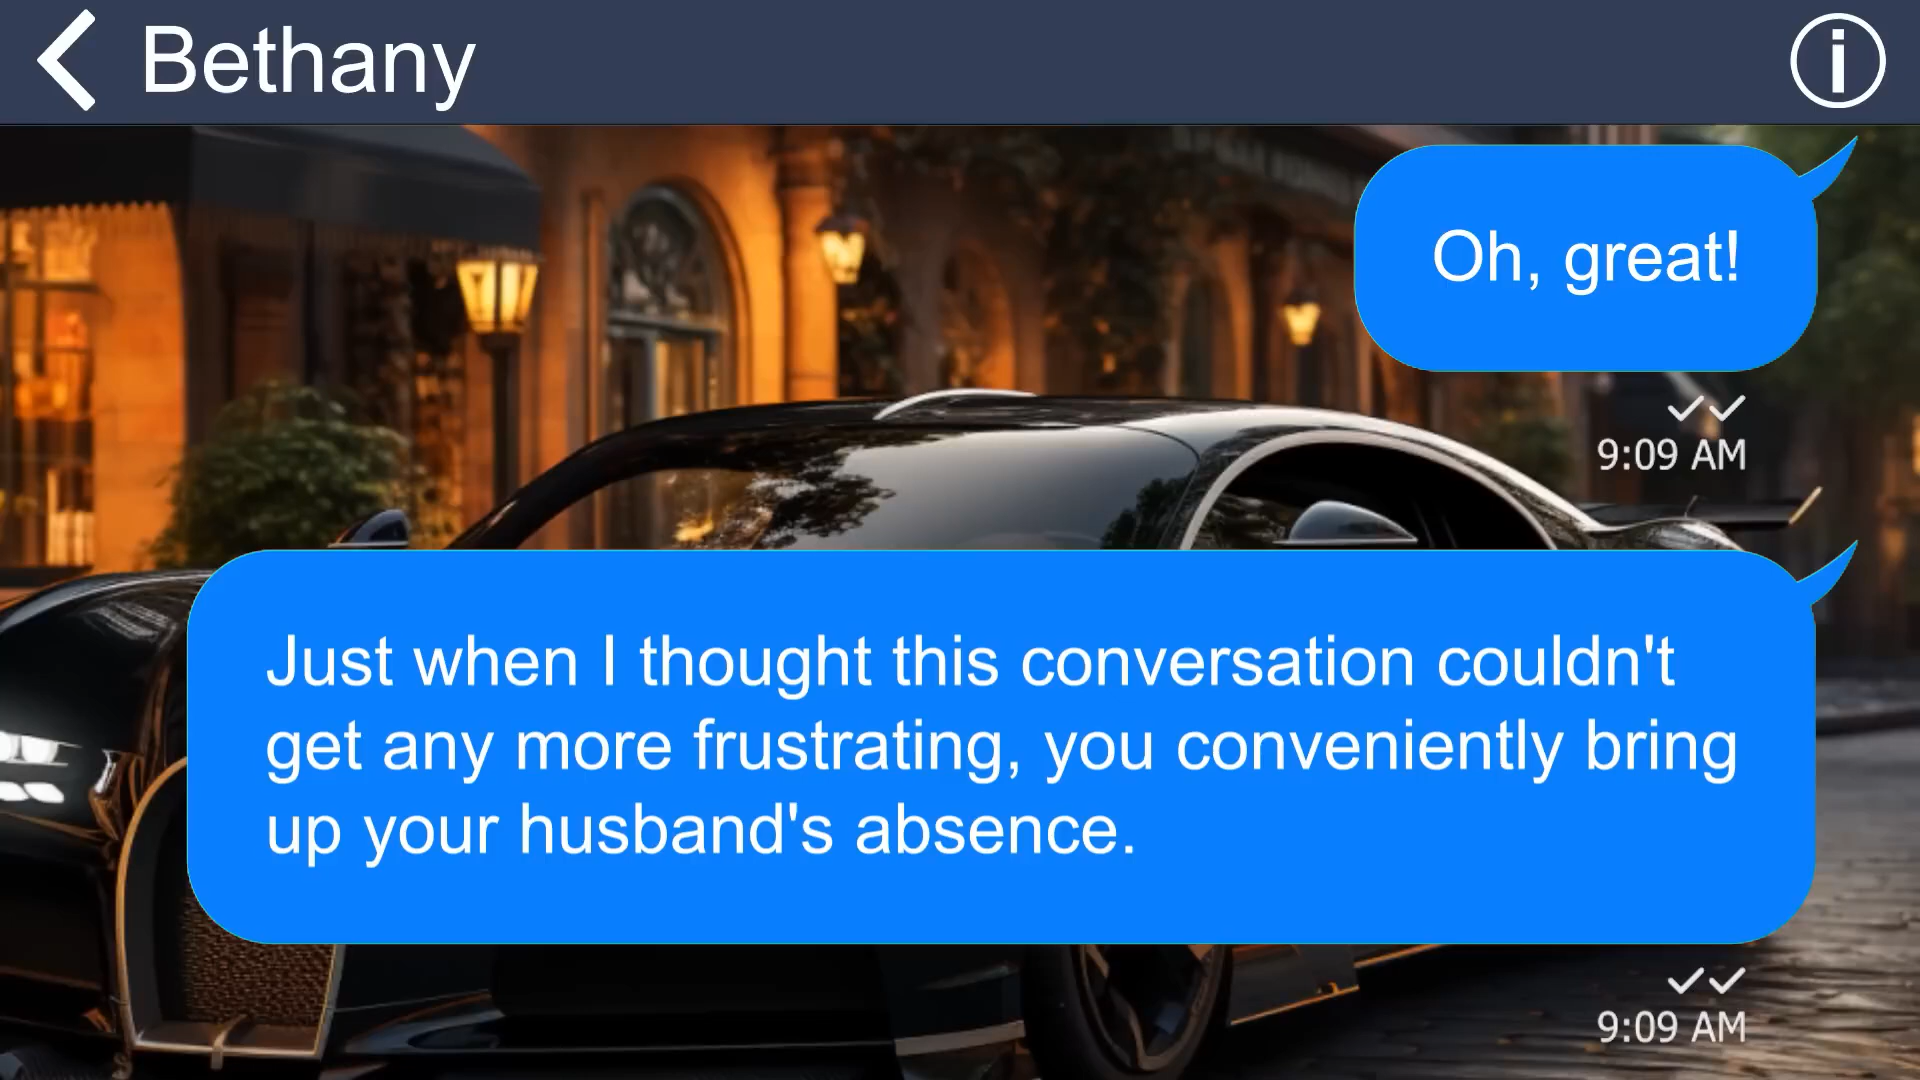 Bethany
Oh, great!
9:09 AM
Just when I thought this conversation couldn't
get any more frustrating, you conveniently bring
up your husband's absence.
9:09 AM